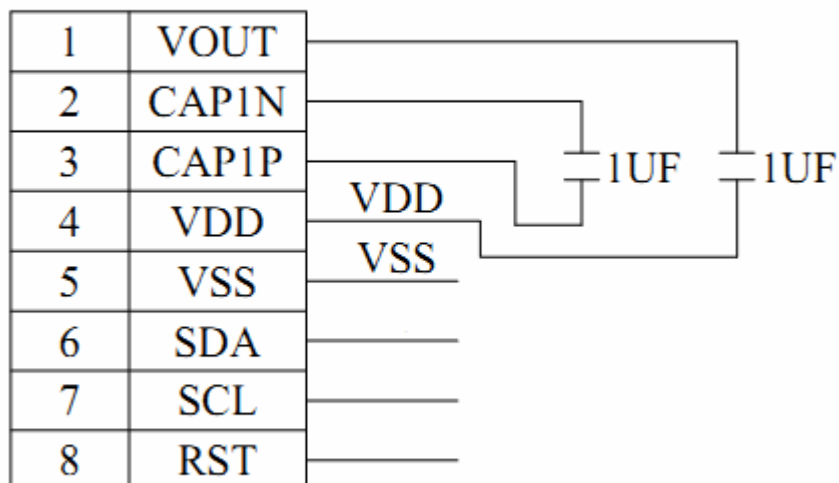 1 VOUT
2 CAP1N
3 CAP1P 1UF 1UF
4 VDD VDD
5 VSS VSS
6 SDA
7 SCL
8 RST